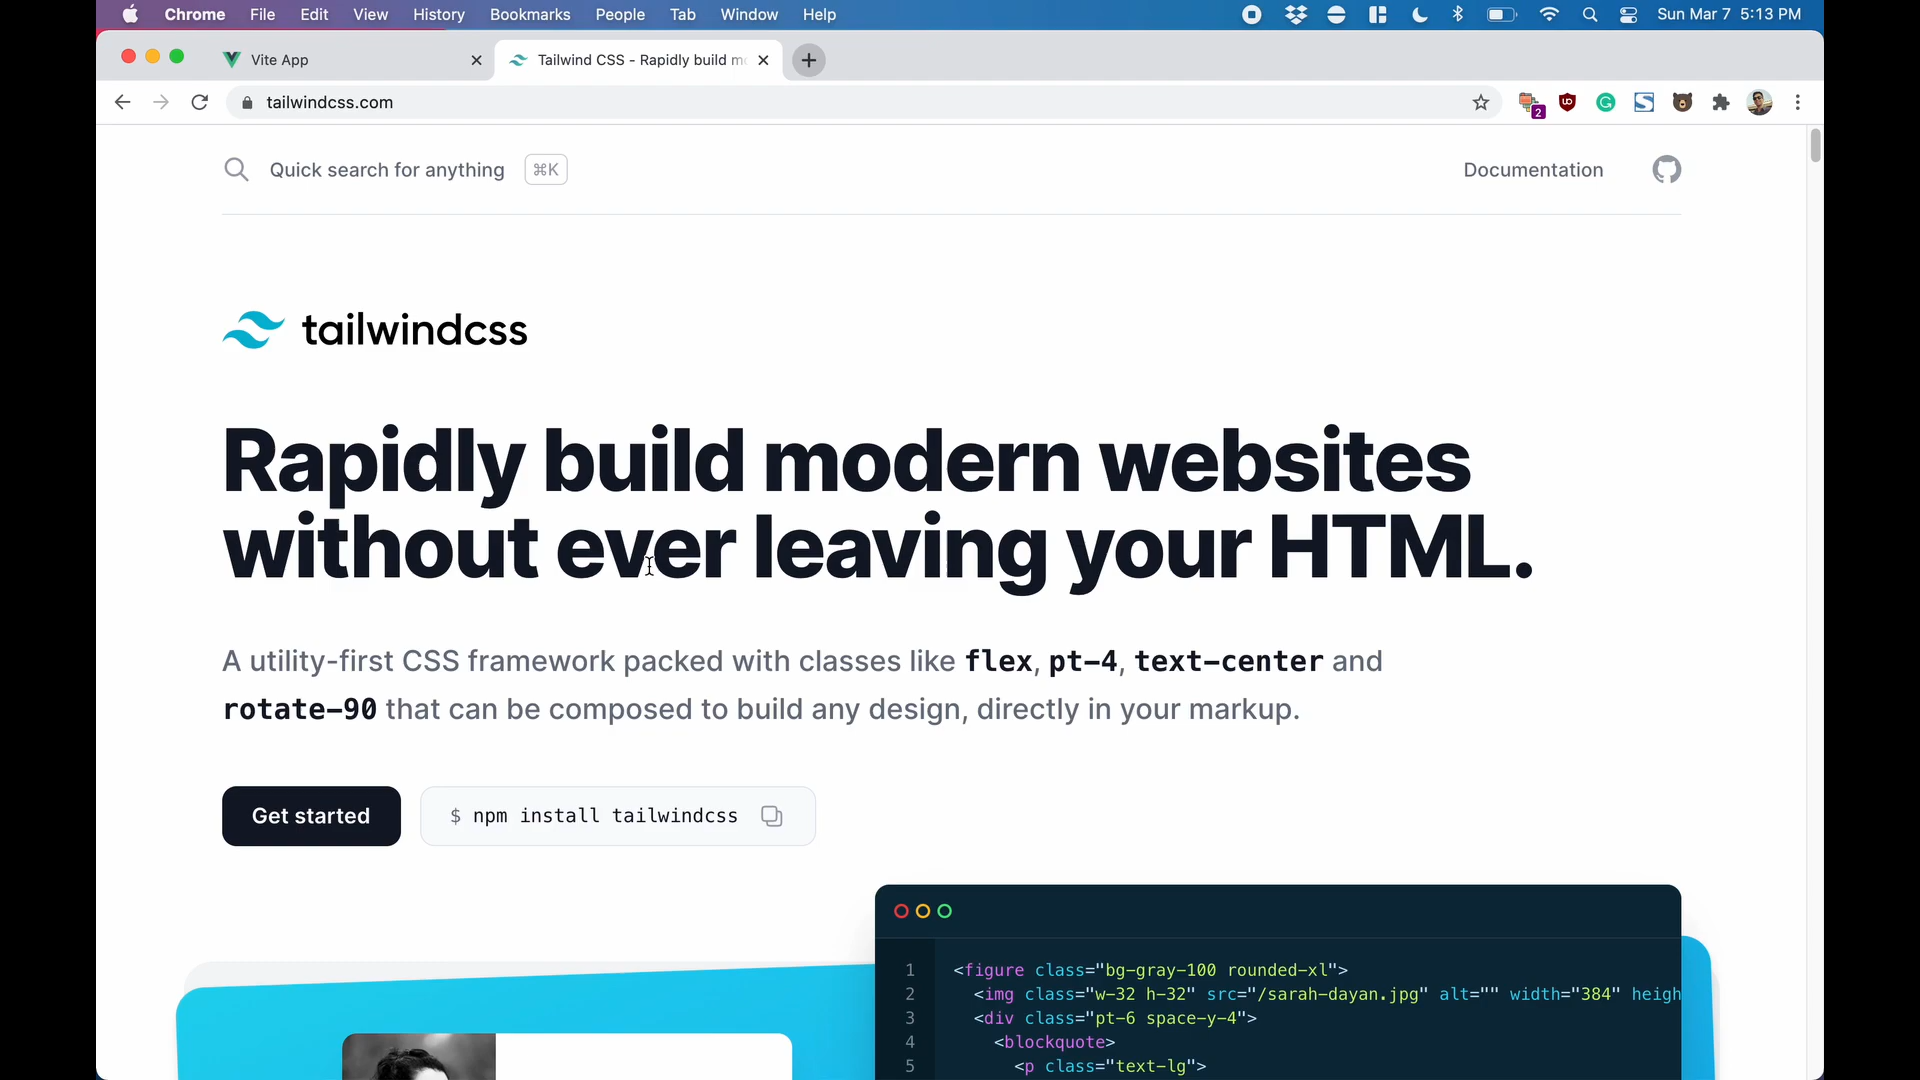 Chrome File Edit View History Bookmarks People Tab Window Help
Sun Mar 7 5:13 PM
Vite App
Tailwind CSS - Rapidly build mo
tailwindcss.com
2
Quick search for anything ⌘K
Documentation
tailwindcss
Rapidly build modern websites
without ever leaving your HTML.
A utility-first CSS framework packed with classes like flex, pt-4, text-center and
rotate-90 that can be composed to build any design, directly in your markup.
Get started
$ npm install tailwindcss
1 <figure class="bg-gray-100 rounded-xl">
2 <img class="w-32 h-32" src="/sarah-dayan.jpg" alt="" width="384" heigh
3 <div class="pt-6 space-y-4">
4 <blockquote>
5 <p class="text-lg">